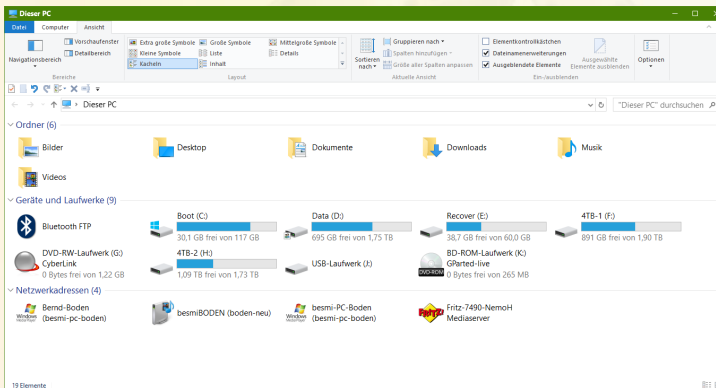 Dieser PC
Datei Computer Ansicht
Navigationsbereich
Vorschaufenster
Detailbereich
Bereiche
Extra große Symbole Große Symbole Mittelgroße Symbole
Kleine Symbole Liste Details
Kacheln Inhalt
Layout
Sortieren nach
Gruppieren nach
Spalten hinzufügen
Größe aller Spalten anpassen
Aktuelle Ansicht
Elementkontrollkästchen
Dateinamenerweiterungen
Ausgeblendete Elemente
Ausgewählte
Elemente ausblenden
Ein-/ausblenden
Optionen
Dieser PC
"Dieser PC" durchsuchen
Ordner (6)
Bilder Desktop Dokumente Downloads Musik
Videos
Geräte und Laufwerke (9)
Bluetooth FTP
Boot (C:)
30,1 GB frei von 117 GB
Data (D:)
695 GB frei von 1,75 TB
Recover (E:)
38,7 GB frei von 60,0 GB
4TB-1 (F:)
891 GB frei von 1,90 TB
DVD-RW-Laufwerk (G:)
CyberLink
0 Bytes frei von 1,22 GB
4TB-2 (H:)
1,09 TB frei von 1,73 TB
USB-Laufwerk (J:)
DVD-ROM
BD-ROM-Laufwerk (K:)
GParted-live
0 Bytes frei von 265 MB
Netzwerkadressen (4)
Bernd-Boden
(besmi-pc-boden)
besmiBODEN (boden-neu)
besmi-PC-Boden
(besmi-pc-boden)
Fritz-7490-NemoH
Mediaserver
19 Elemente